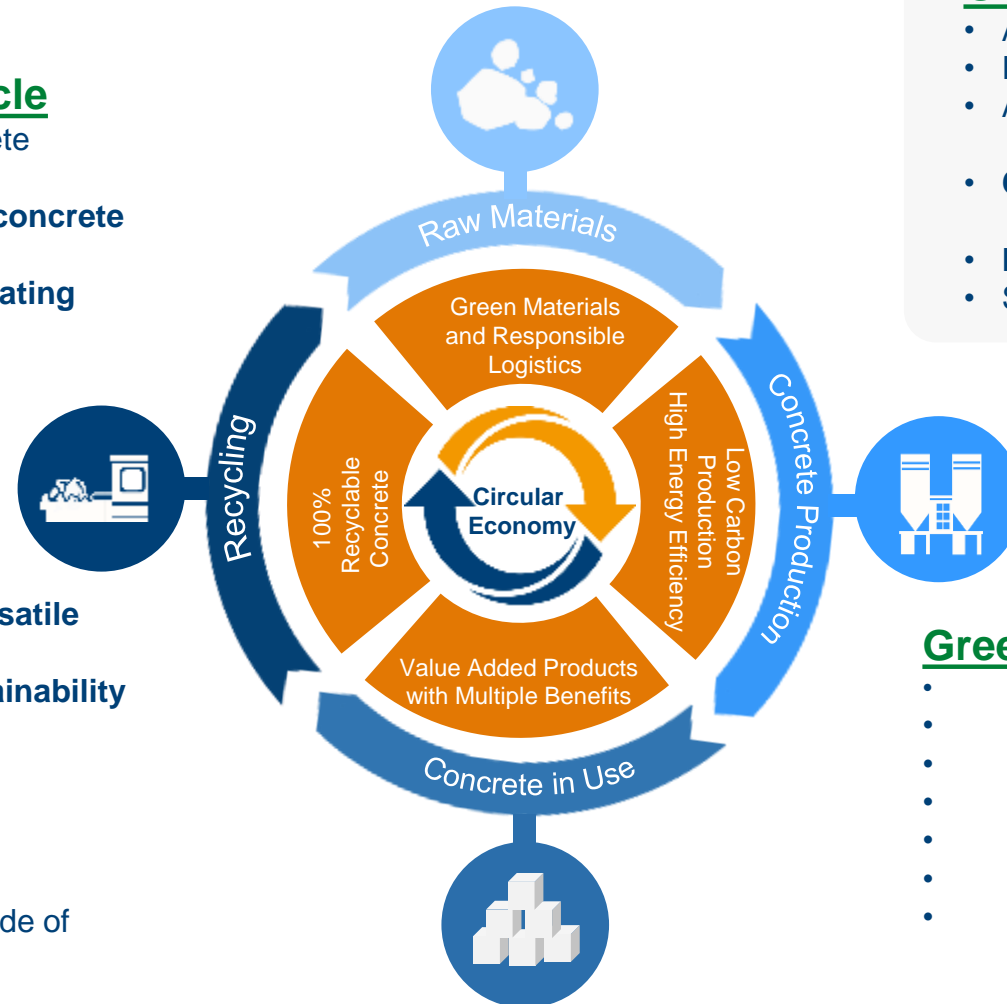 cle
ete
concrete
ating
Raw Materials
Green Materials
and Responsible
Logistics
Concrete Production
Low Carbon
Production
High Energy Efficiency
Circular
Economy
Recycling
100%
Recyclable
Concrete
Value Added Products
with Multiple Benefits
Concrete in Use
satile
ainability
de of
Gree